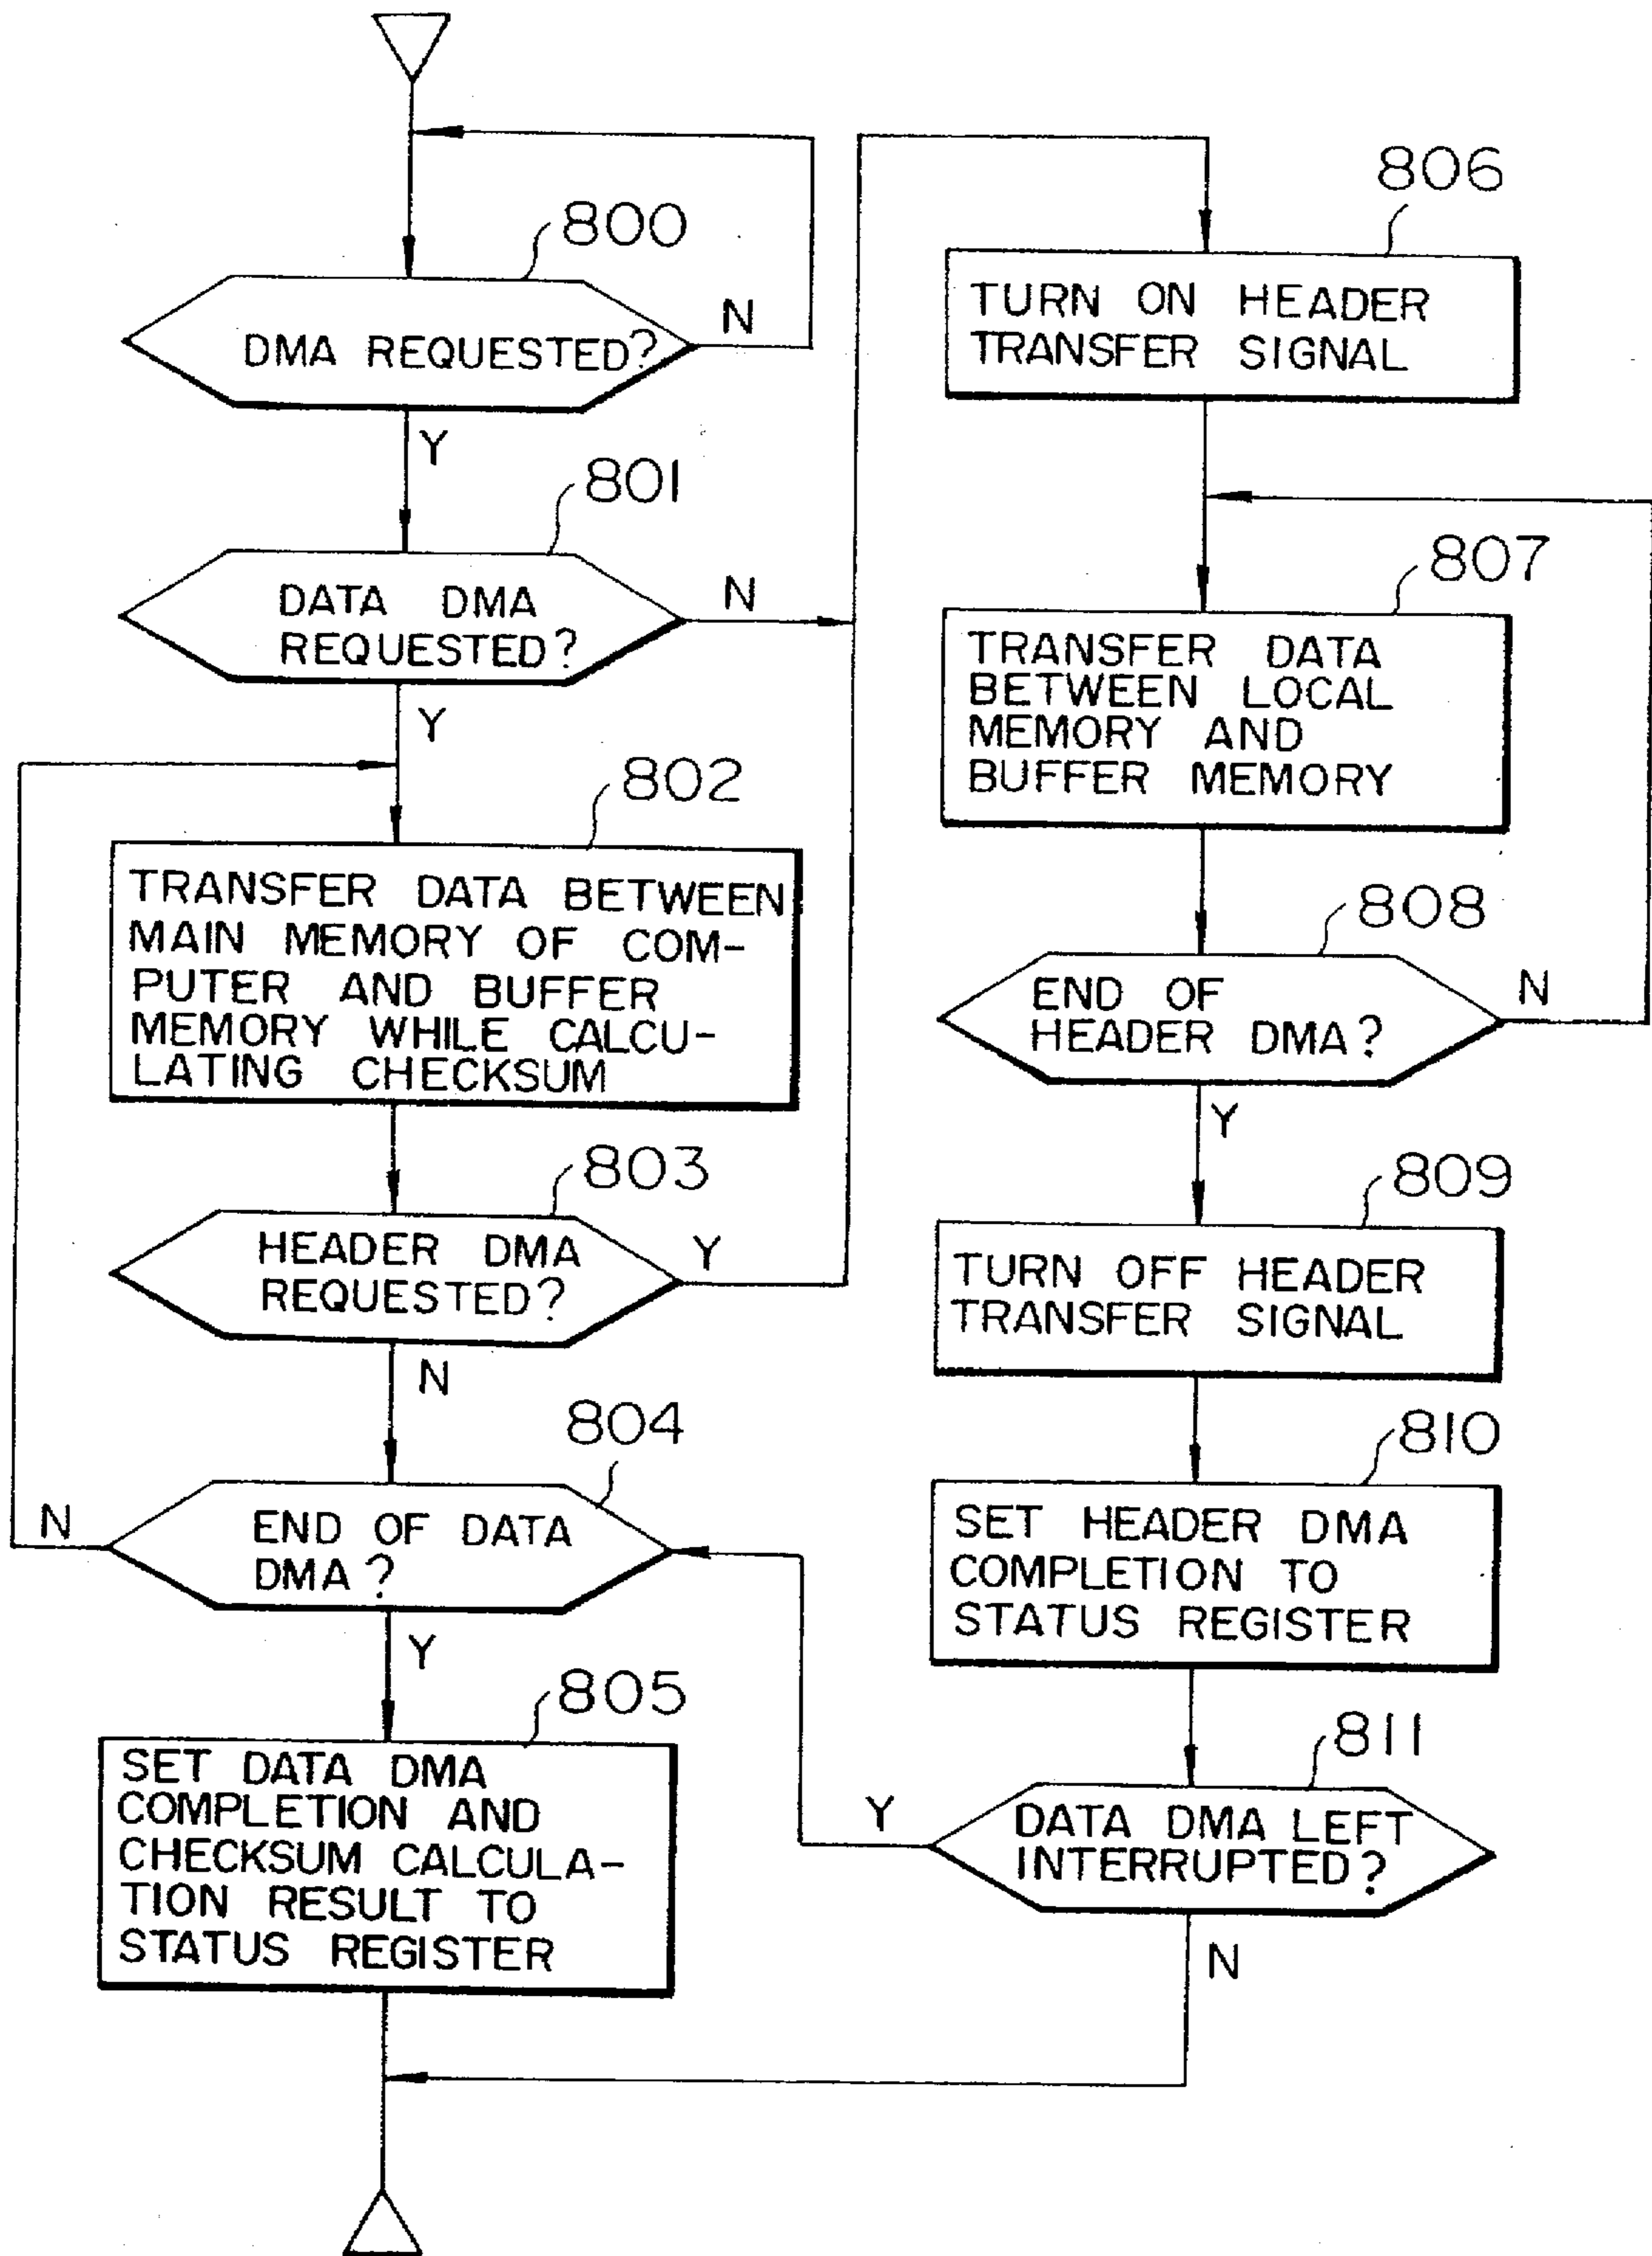 800
DMA REQUESTED?
N
Y
801
DATA DMA
REQUESTED?
N
Y
802
TRANSFER DATA BETWEEN
MAIN MEMORY OF COM-
PUTER AND BUFFER
MEMORY WHILE CALCU-
LATING CHECKSUM
803
HEADER DMA
REQUESTED?
Y
N
804
END OF DATA
DMA?
N
Y
805
SET DATA DMA
COMPLETION AND
CHECKSUM CALCULA-
TION RESULT TO
STATUS REGISTER
806
TURN ON HEADER
TRANSFER SIGNAL
807
TRANSFER DATA
BETWEEN LOCAL
MEMORY AND
BUFFER MEMORY
808
END OF
HEADER DMA?
N
Y
809
TURN OFF HEADER
TRANSFER SIGNAL
810
SET HEADER DMA
COMPLETION TO
STATUS REGISTER
811
DATA DMA LEFT
INTERRUPTED?
Y
N